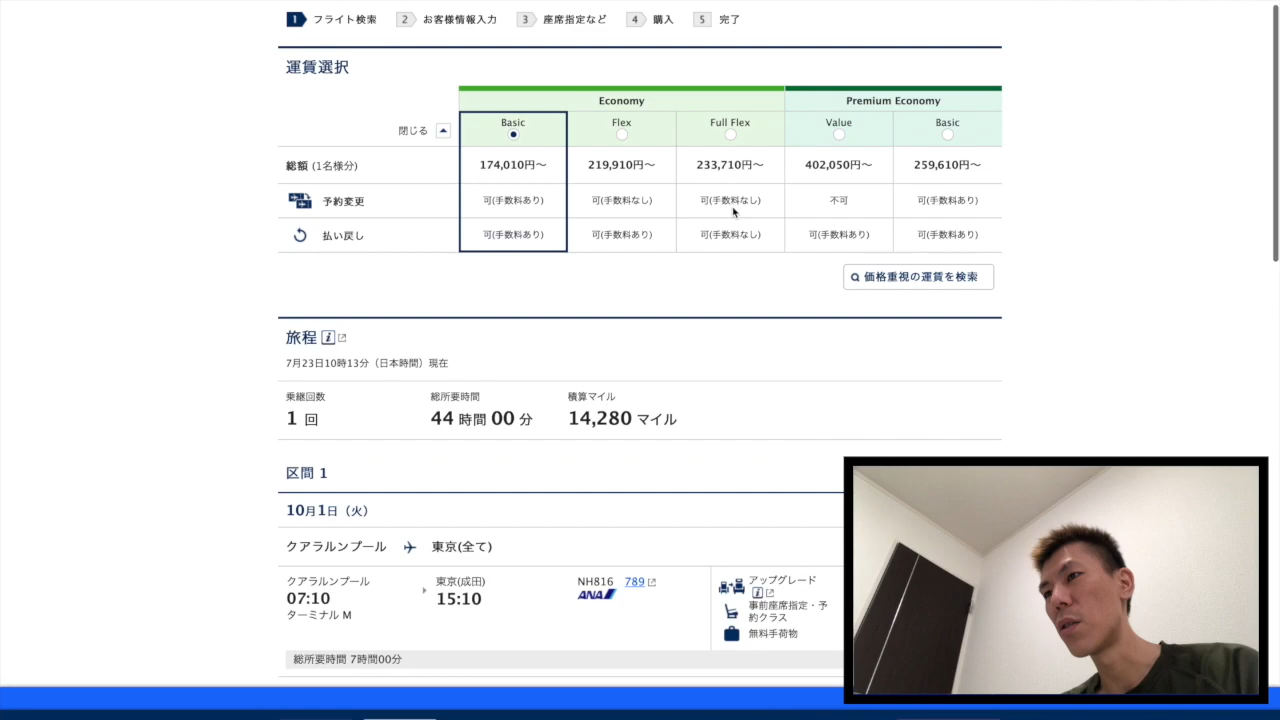 1 フライト検索 2 お客様情報入力 3 座席指定など 4 購入 5 完了
運賃選択
Economy Premium Economy
閉じる Basic Flex Full Flex Value Basic
総額 (1名様分) 174,010円～ 219,910円～ 233,710円～ 402,050円～ 259,610円～
予約変更 可(手数料あり) 可(手数料なし) 可(手数料なし) 不可 可(手数料あり)
払い戻し 可(手数料あり) 可(手数料あり) 可(手数料なし) 可(手数料あり) 可(手数料あり)
価格重視の運賃を検索
旅程
7月23日10時13分（日本時間）現在
乗継回数 総所要時間 積算マイル
1 回 44 時間 00 分 14,280 マイル
区間 1
10月1日（火）
クアラルンプール 東京(全て)
クアラルンプール 東京(成田) NH816 789 アップグレード
07:10 15:10 ANA
ターミナル M
事前座席指定・予
約クラス
無料手荷物
総所要時間 7時間00分